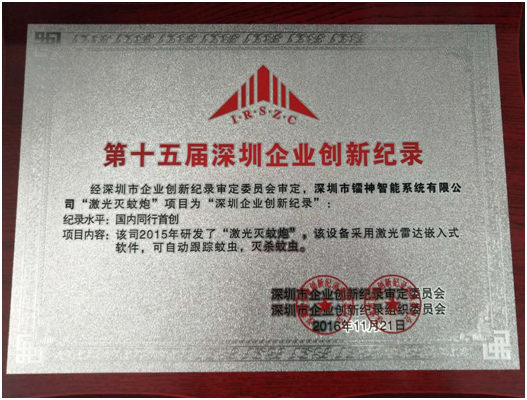 I·R·S·Z·C
第十五届深圳企业创新纪录
经深圳市企业创新纪录审定委员会审定，深圳市镭神智能系统有限公
司“激光灭蚊炮”项目为“深圳企业创新纪录”：
纪录水平：国内同行首创
项目内容：该司2015年研发了“激光灭蚊炮”，该设备采用激光雷达嵌入式
软件，可自动跟踪蚊虫，灭杀蚊虫。
深圳市企业创新纪录审定委员会
深圳市企业创新纪录组织委员会
2016年11月21日